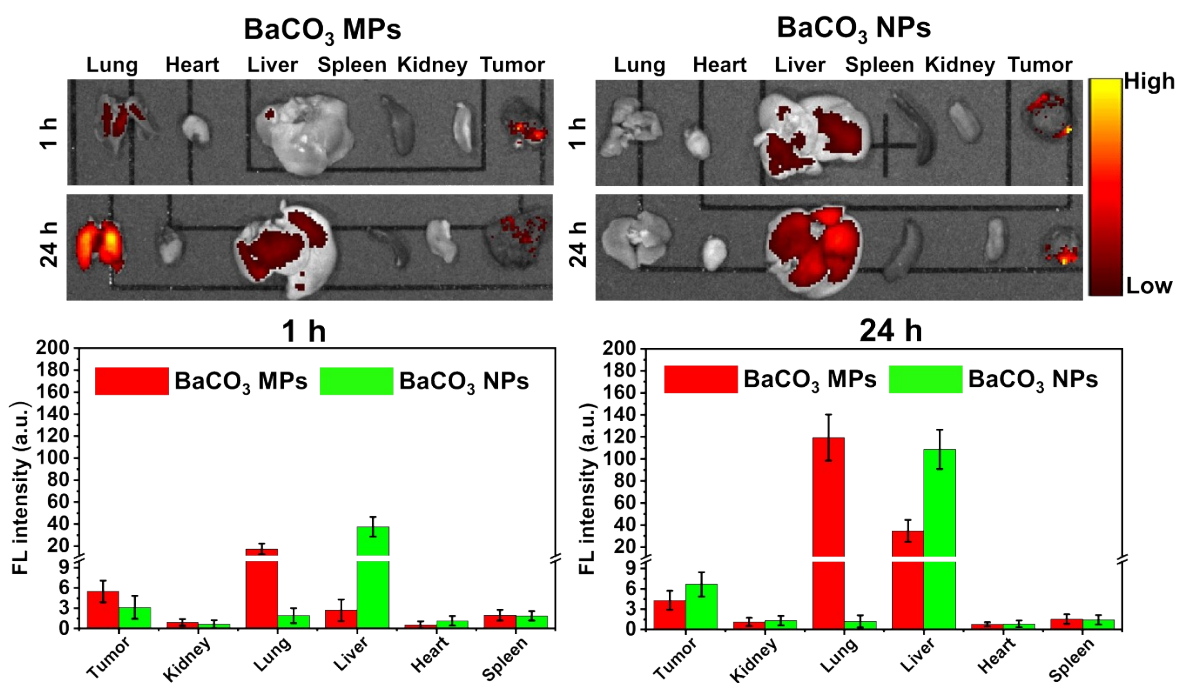 BaCO₃ MPs
BaCO₃ NPs
Lung Heart Liver Spleen Kidney Tumor
Lung Heart Liver Spleen Kidney Tumor
1 h
1 h
High
24 h
24 h
Low
1 h
24 h
200
180
160
140
120
100
80
60
40
20
9
6
3
0
FL intensity (a.u.)
BaCO₃ MPs
BaCO₃ NPs
Tumor
Kidney
Lung
Liver
Heart
Spleen
200
180
160
140
120
100
80
60
40
20
9
6
3
0
FL intensity (a.u.)
BaCO₃ MPs
BaCO₃ NPs
Tumor
Kidney
Lung
Liver
Heart
Spleen